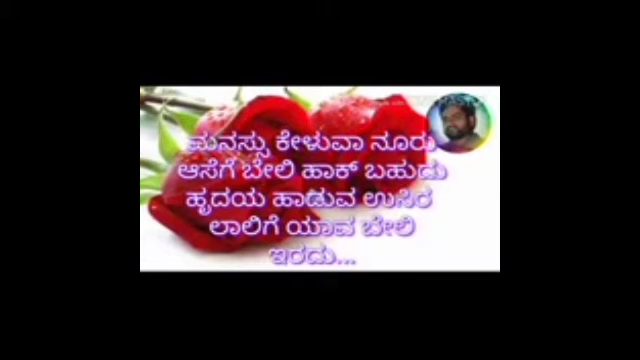 ಮನಸ್ಸು ಕೇಳುವಾ ನೂರು
ಆಸೆಗೆ ಬೇಲಿ ಹಾಕ್ ಬಹುದು
ಹೃದಯ ಹಾಡುವ ಉಸಿರ
ಲಾಲಿಗೆ ಯಾವ ಬೇಲಿ
ಇರದು...